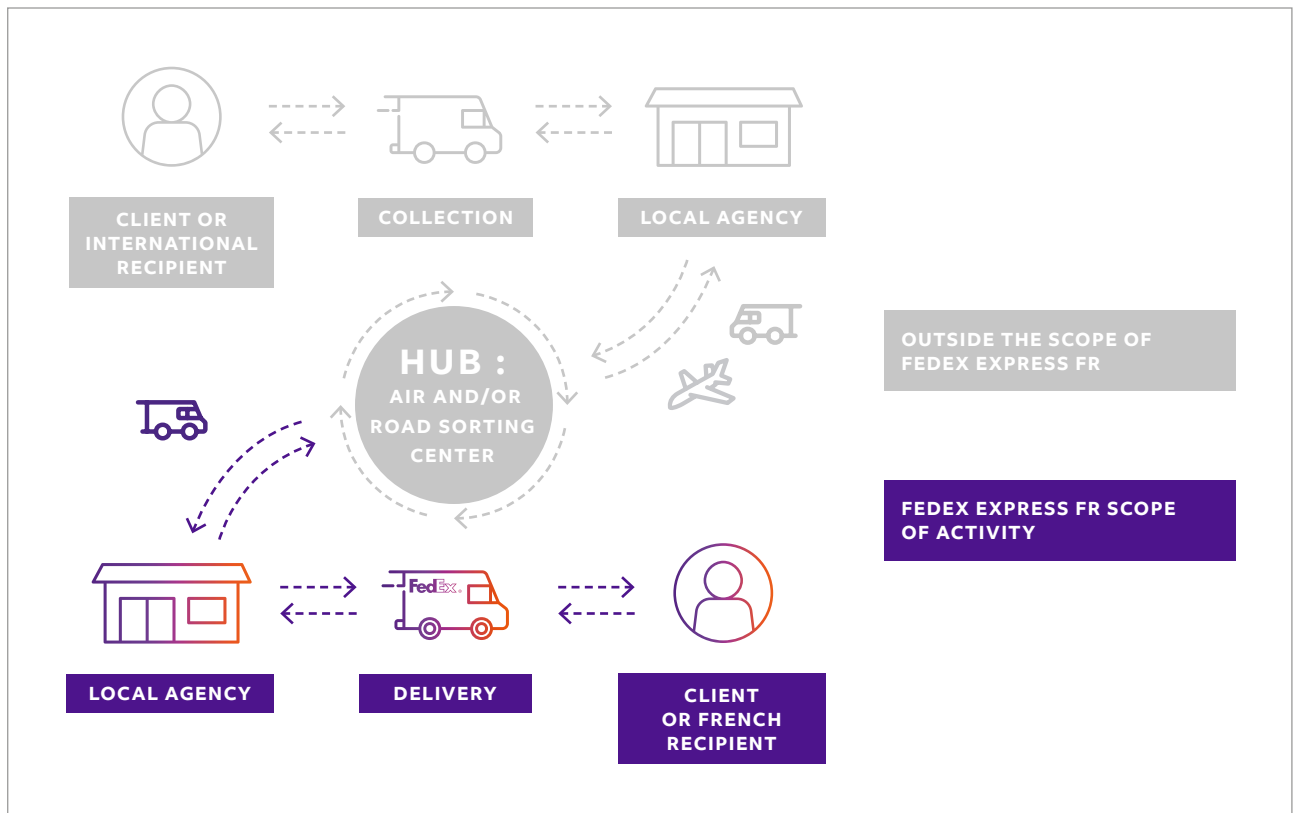 CLIENT OR
INTERNATIONAL
RECIPIENT
COLLECTION
LOCAL AGENCY
HUB :
AIR AND/OR
ROAD SORTING
CENTER
OUTSIDE THE SCOPE OF
FEDEX EXPRESS FR
FEDEX EXPRESS FR SCOPE
OF ACTIVITY
FedEx®
LOCAL AGENCY
DELIVERY
CLIENT
OR FRENCH
RECIPIENT